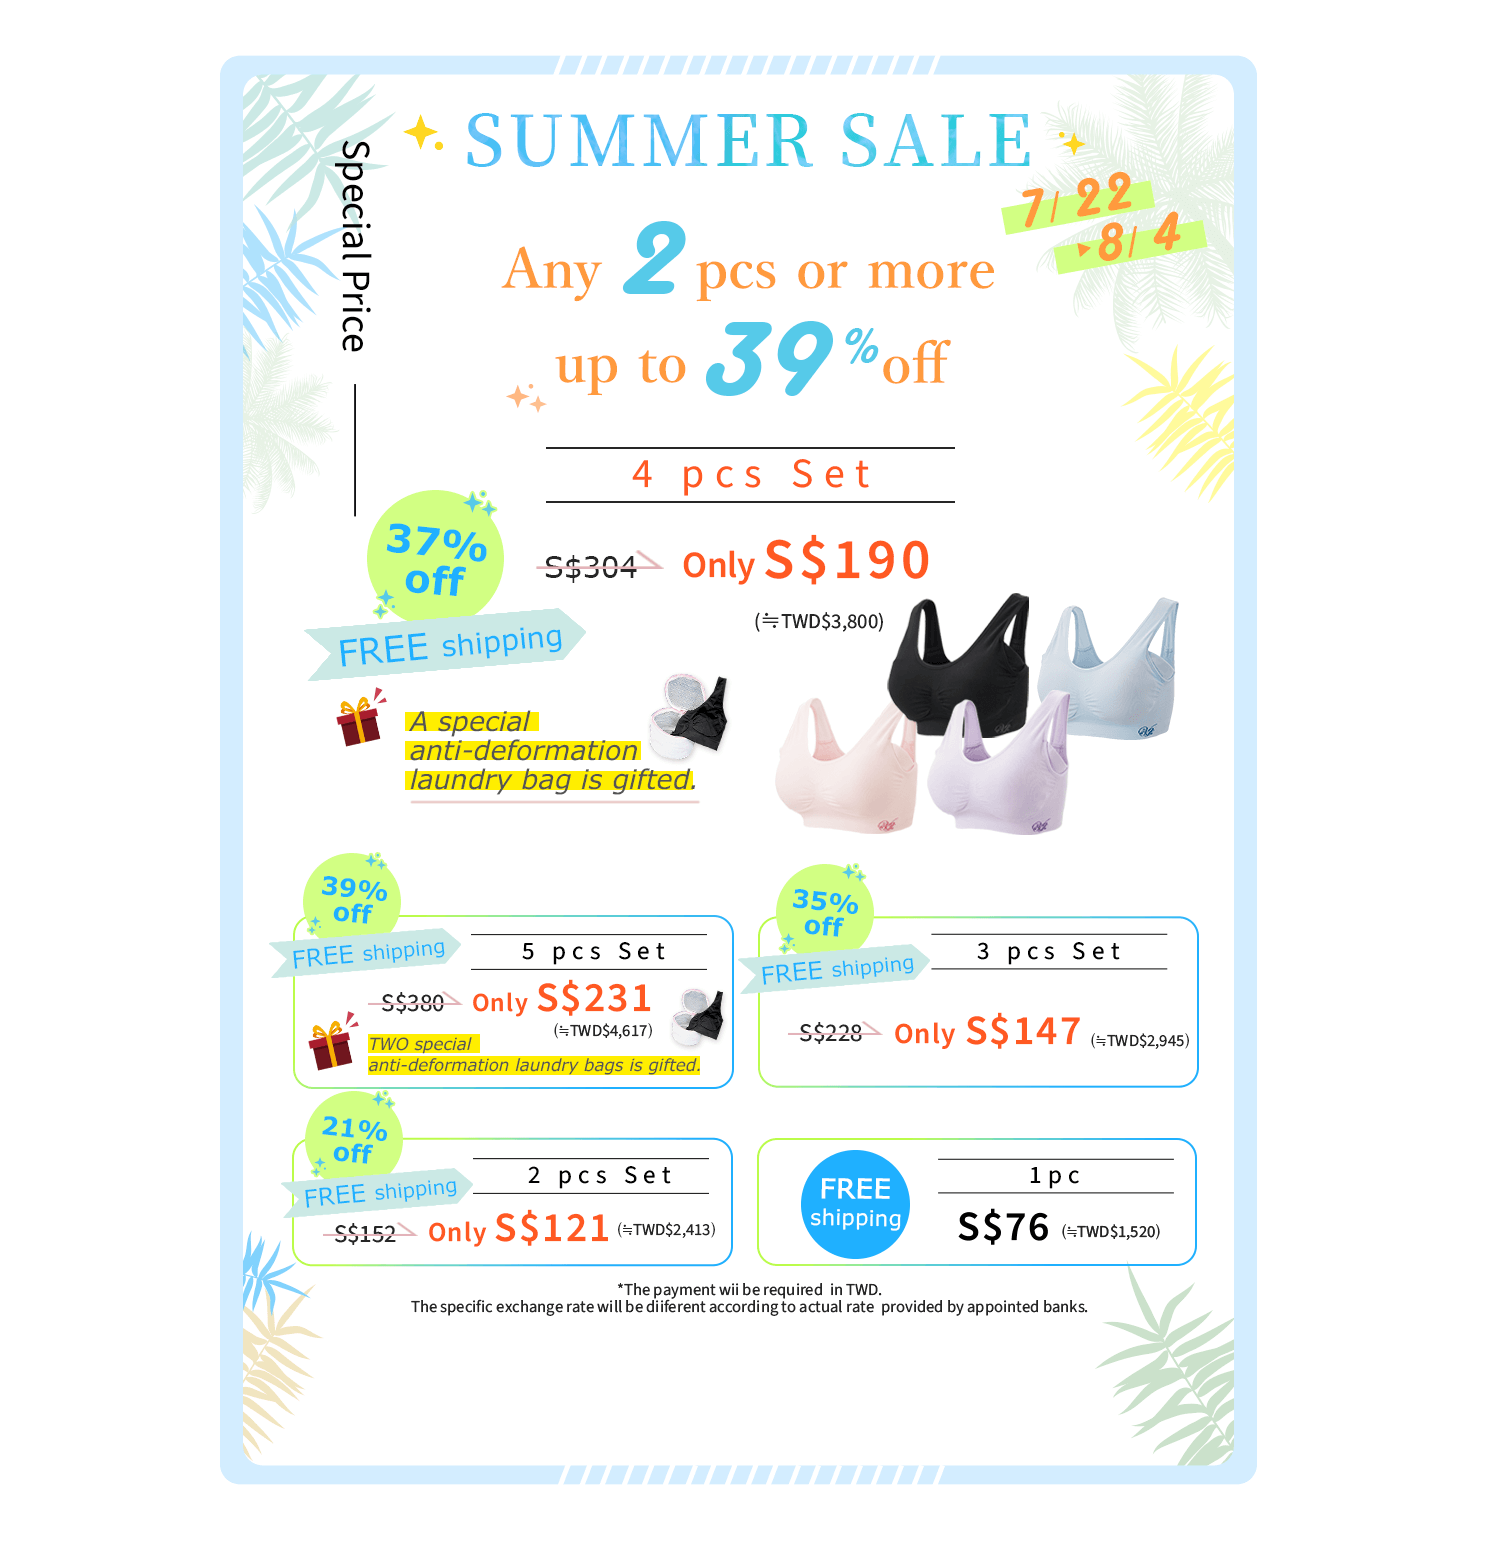 SUMMER SALE
Special Price
7/ 22
▸8/ 4
Any 2 pcs or more
up to 39%off
4 pcs Set
37%
off
S$304 Only S$190
(≒TWD$3,800)
FREE shipping
A special
anti-deformation
laundry bag is gifted.
39%
off
FREE shipping
5 pcs Set
S$380 Only S$231
(≒TWD$4,617)
TWO special
anti-deformation laundry bags is gifted.
35%
off
FREE shipping
3 pcs Set
S$228 Only S$147 (≒TWD$2,945)
21%
off
FREE shipping
2 pcs Set
S$152 Only S$121 (≒TWD$2,413)
FREE
shipping
1pc
S$76 (≒TWD$1,520)
*The payment wii be required in TWD.
The specific exchange rate will be diiferent according to actual rate provided by appointed banks.